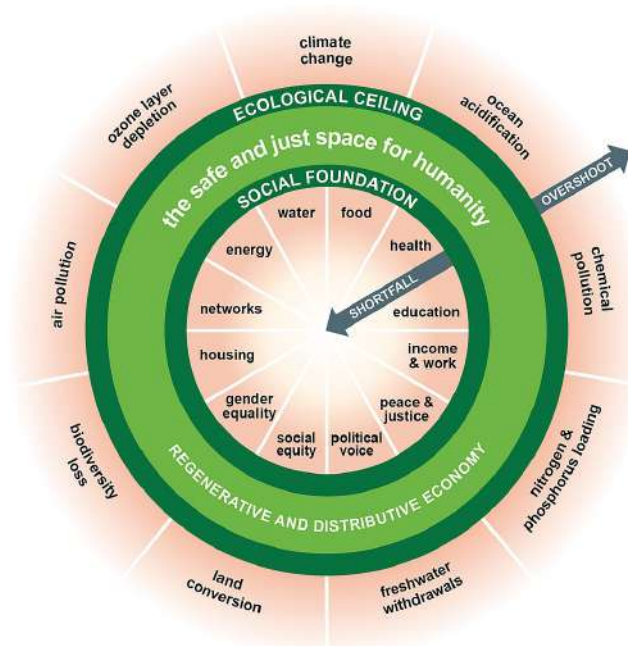 climate
change
ocean
acidification
OVERSHOOT
chemical
pollution
nitrogen &
phosphorus loading
freshwater
withdrawals
land
conversion
biodiversity
loss
air pollution
ozone layer
depletion
ECOLOGICAL CEILING
the safe and just space for humanity
SOCIAL FOUNDATION
water
food
health
SHORTFALL
education
income
& work
peace &
justice
political
voice
social
equity
gender
equality
housing
networks
energy
REGENERATIVE AND DISTRIBUTIVE ECONOMY